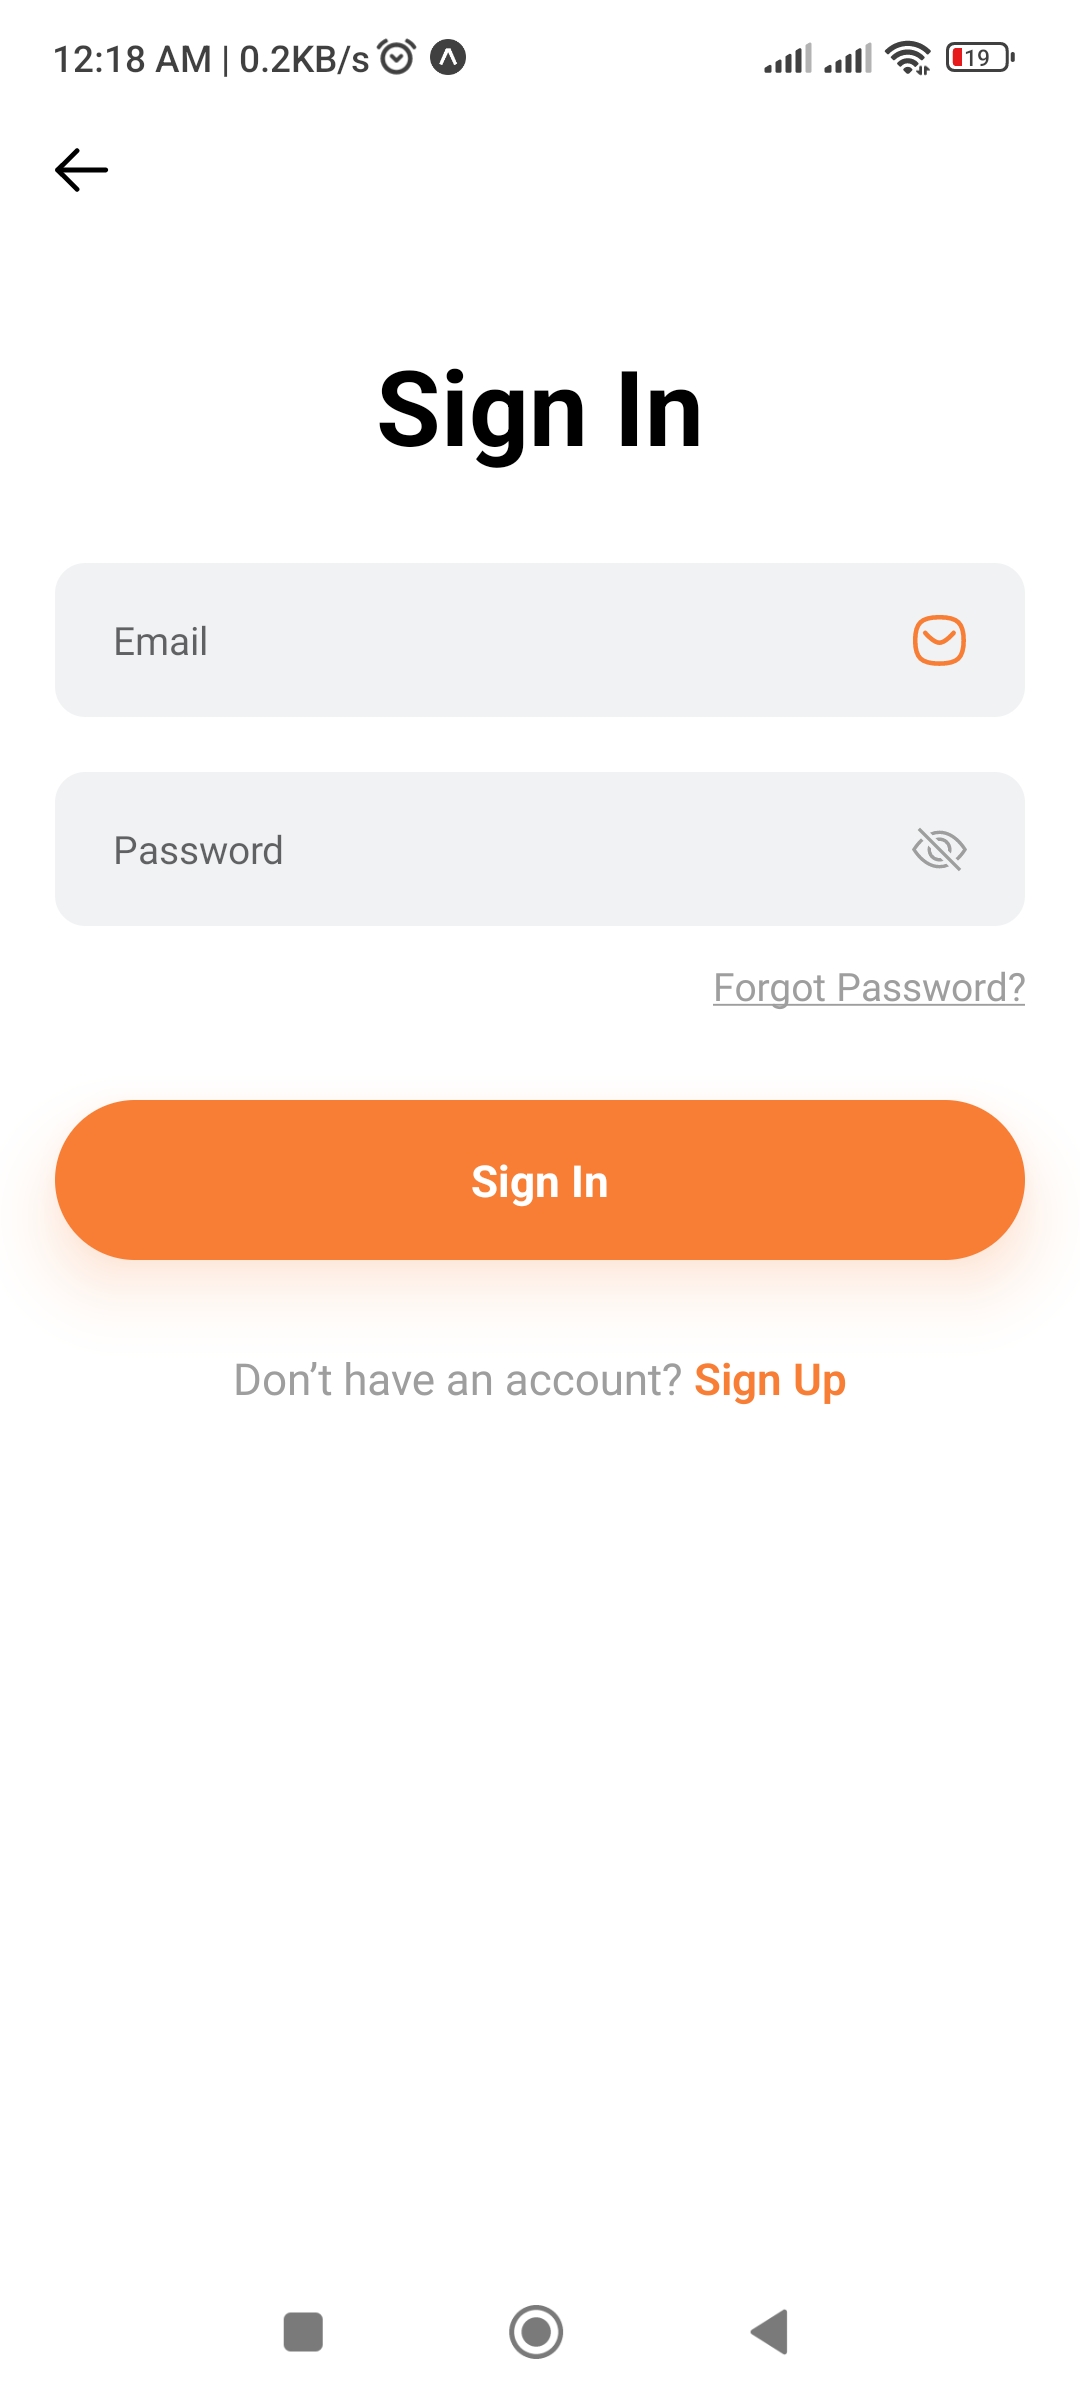 12:18 AM | 0.2KB/s
19
Sign In
Email
Password
Forgot Password?
Sign In
Don’t have an account? Sign Up